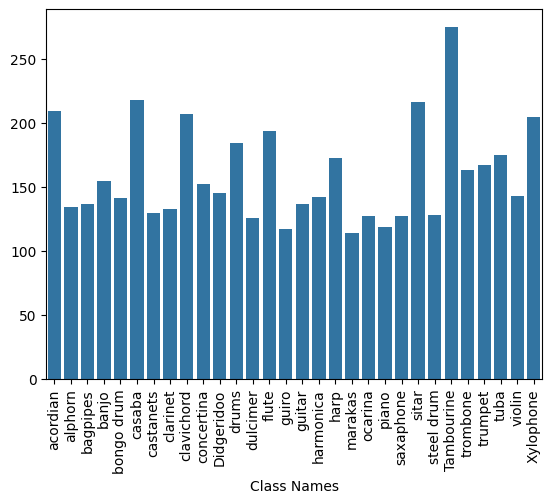 250
200
150
100
50
0
acordian
alphorn
bagpipes
banjo
bongo drum
casaba
castanets
clarinet
clavichord
concertina
Didgeridoo
drums
dulcimer
flute
guiro
guitar
harmonica
harp
marakas
ocarina
piano
saxaphone
sitar
steel drum
Tambourine
trombone
trumpet
tuba
violin
Xylophone
Class Names